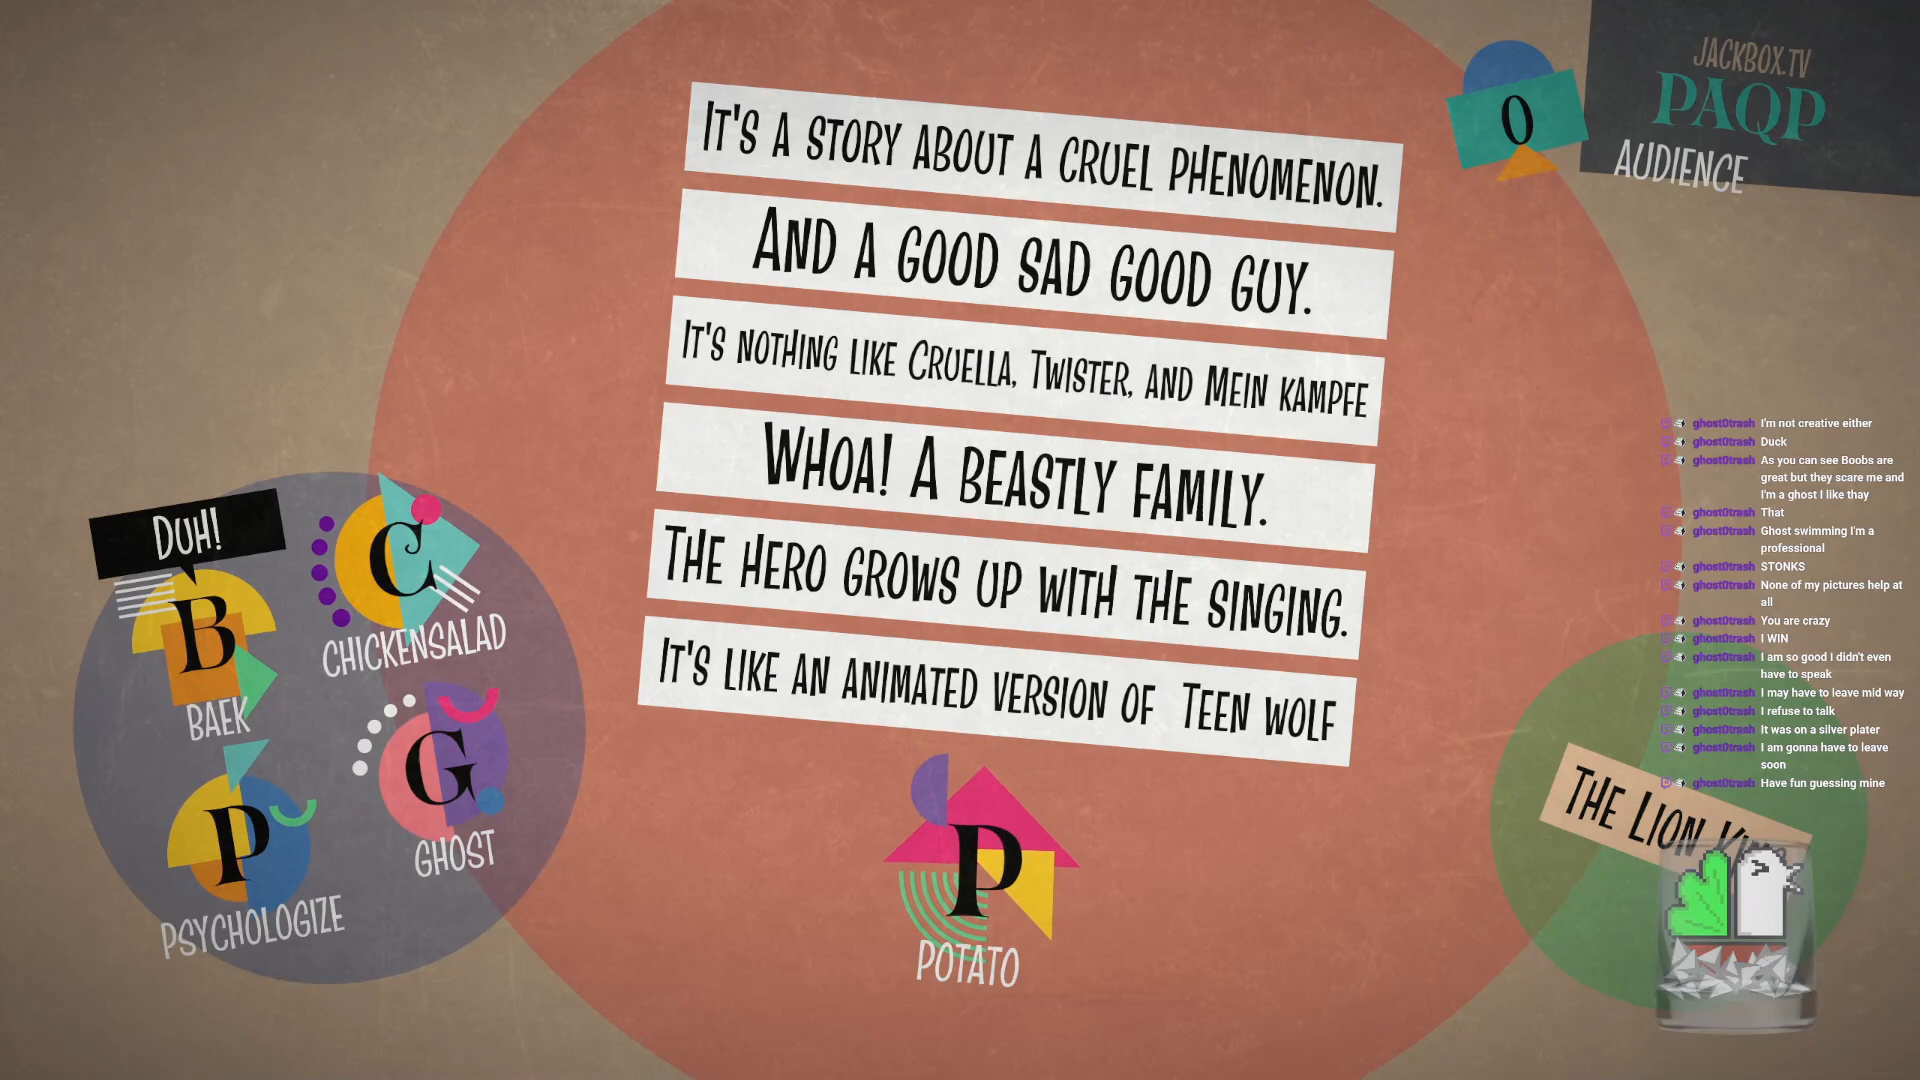 JACKBOX.TV
PAQP
AUDIENCE
0
IT'S A STORY ABOUT A CRUEL PHENOMENON.
AND A GOOD SAD GOOD GUY.
IT'S NOTHING LIKE CRUELLA, TWISTER, AND MEIN KAMPFE
WHOA! A BEASTLY FAMILY.
THE HERO GROWS UP WITH THE SINGING.
IT'S LIKE AN ANIMATED VERSION OF TEEN WOLF
DUH!
B
BAEK
C
CHICKENSALAD
P
PSYCHOLOGIZE
G
GHOST
P
POTATO
ghost0trash I'm not creative either
ghost0trash Duck
ghost0trash As you can see Boobs are
great but they scare me and
I'm a ghost I like thay
ghost0trash That
ghost0trash Ghost swimming I'm a
professional
ghost0trash STONKS
ghost0trash None of my pictures help at
all
ghost0trash You are crazy
ghost0trash I WIN
ghost0trash I am so good I didn't even
have to speak
ghost0trash I may have to leave mid way
ghost0trash I refuse to talk
ghost0trash It was on a silver plater
ghost0trash I am gonna have to leave
soon
ghost0trash Have fun guessing mine
THE LION